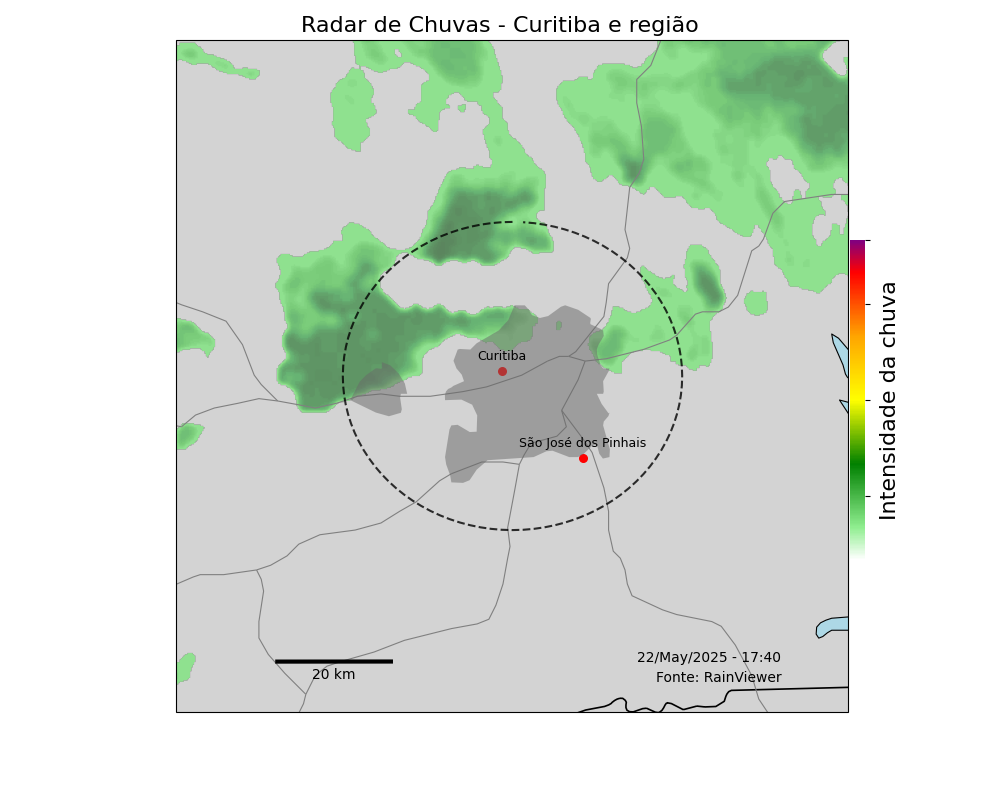 Radar de Chuvas - Curitiba e região
Curitiba
São José dos Pinhais
Intensidade da chuva
22/May/2025 - 17:40
20 km
Fonte: RainViewer